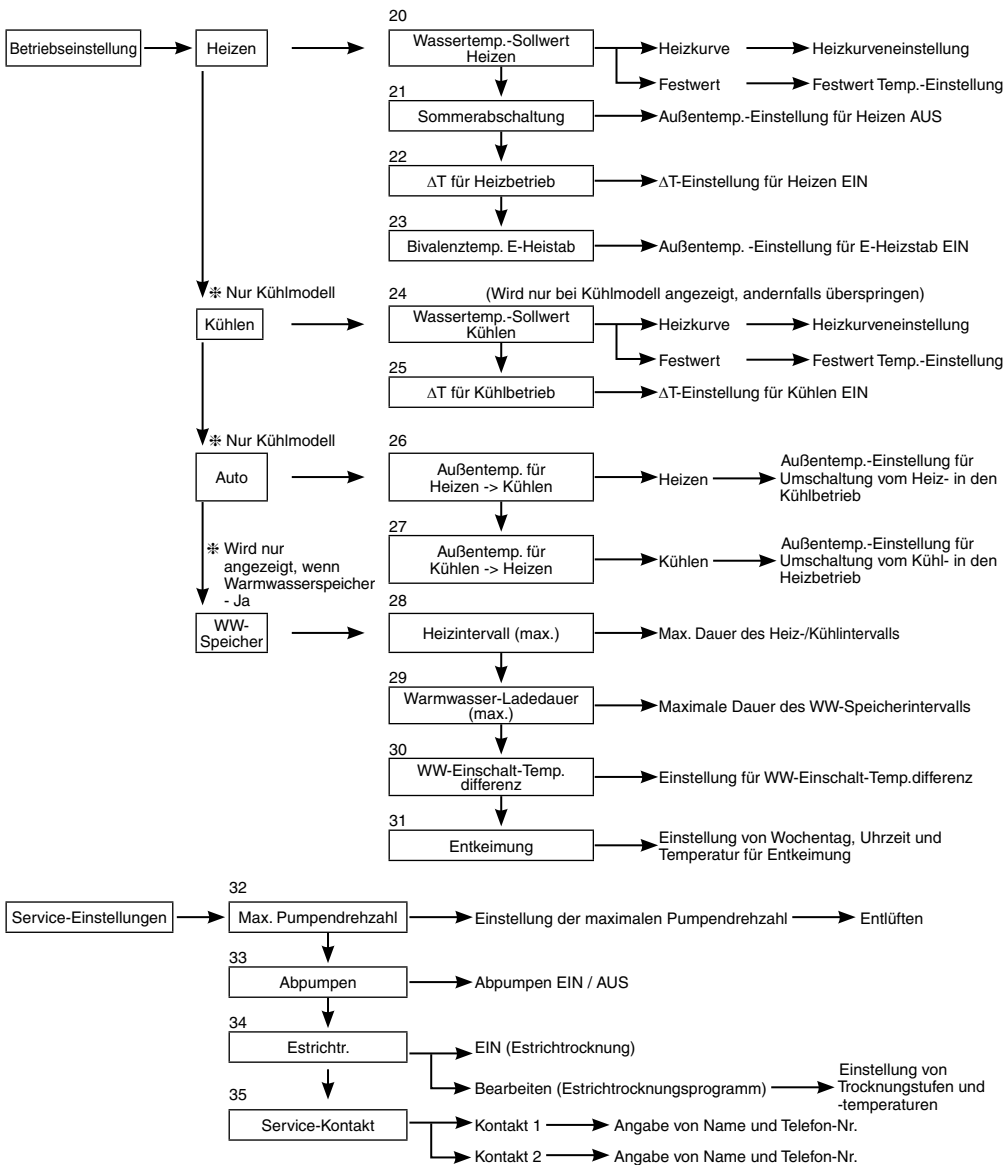 20
Betriebseinstellung Heizen Wassertemp.-Sollwert Heizkurve Heizkurveneinstellung
Heizen
Festwert Festwert Temp.-Einstellung
21
Sommerabschaltung Außentemp.-Einstellung für Heizen AUS
22
ΔT für Heizbetrieb ΔT-Einstellung für Heizen EIN
23
Bivalenztemp. E-Heistab Außentemp. -Einstellung für E-Heizstab EIN
❉ Nur Kühlmodell 24 (Wird nur bei Kühlmodell angezeigt, andernfalls überspringen)
Kühlen Wassertemp.-Sollwert Heizkurve Heizkurveneinstellung
Kühlen
Festwert Festwert Temp.-Einstellung
25
ΔT für Kühlbetrieb ΔT-Einstellung für Kühlen EIN
❉ Nur Kühlmodell 26
Auto
Außentemp. für
Heizen -> Kühlen
Heizen
Außentemp.-Einstellung für
Umschaltung vom Heiz- in den
Kühlbetrieb
27
Außentemp. für
Kühlen -> Heizen
Kühlen
Außentemp.-Einstellung für
Umschaltung vom Kühl- in den
Heizbetrieb
❉ Wird nur
angezeigt, wenn
Warmwasserspeicher
- Ja
28
WW-
Speicher
Heizintervall (max.) Max. Dauer des Heiz-/Kühlintervalls
29
Warmwasser-Ladedauer
(max.)
Maximale Dauer des WW-Speicherintervalls
30
WW-Einschalt-Temp.
differenz
Einstellung für WW-Einschalt-Temp.differenz
31
Entkeimung
Einstellung von Wochentag, Uhrzeit und
Temperatur für Entkeimung
32
Service-Einstellungen Max. Pumpendrehzahl Einstellung der maximalen Pumpendrehzahl Entlüften
33
Abpumpen Abpumpen EIN / AUS
34
Estrichtr. EIN (Estrichtrocknung)
Bearbeiten (Estrichtrocknungsprogramm)
Einstellung von
Trocknungstufen und
-temperaturen
35
Service-Kontakt Kontakt 1 Angabe von Name und Telefon-Nr.
Kontakt 2 Angabe von Name und Telefon-Nr.